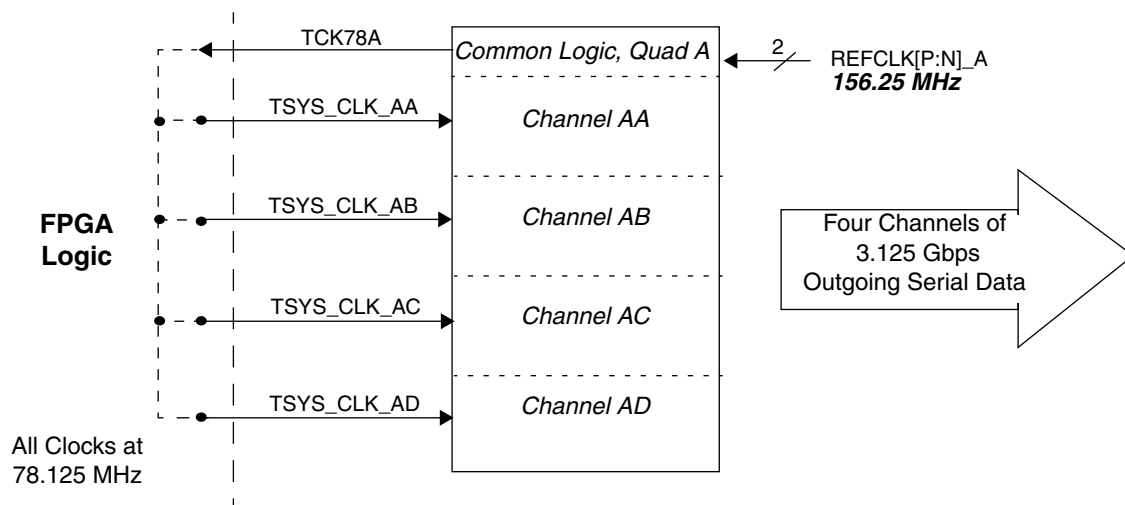 TCK78A
Common Logic, Quad A
2
REFCLK[P:N]_A
156.25 MHz
TSYS_CLK_AA
Channel AA
TSYS_CLK_AB
Channel AB
FPGA
Logic
Four Channels of
3.125 Gbps
Outgoing Serial Data
TSYS_CLK_AC
Channel AC
TSYS_CLK_AD
Channel AD
All Clocks at
78.125 MHz